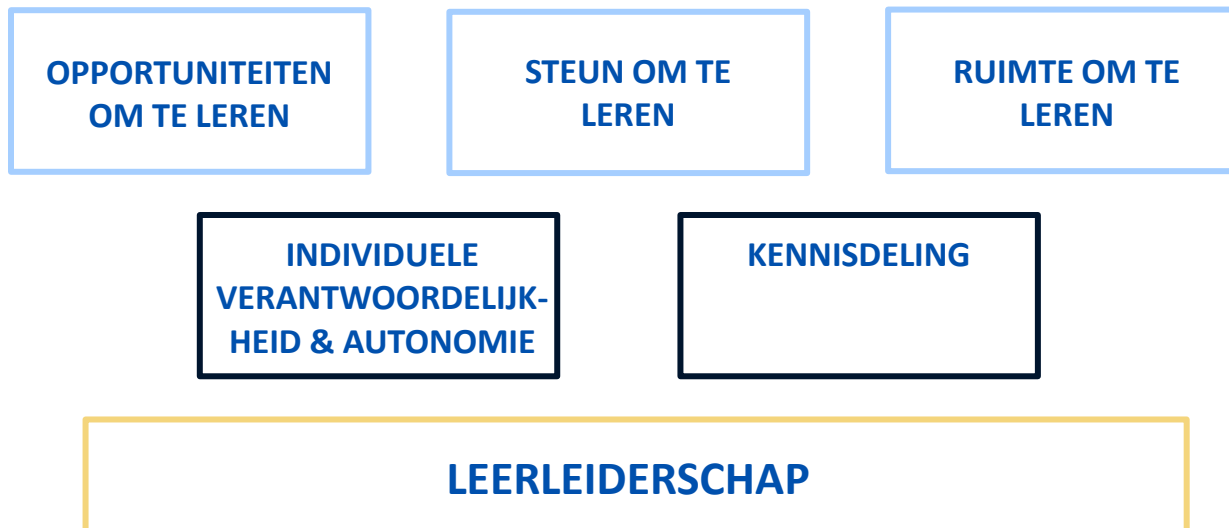 OPPORTUNITEITEN
OM TE LEREN
STEUN OM TE
LEREN
RUIMTE OM TE
LEREN
INDIVIDUELE
VERANTWOORDELIJK-
HEID & AUTONOMIE
KENNISDELING
LEERLEIDERSCHAP